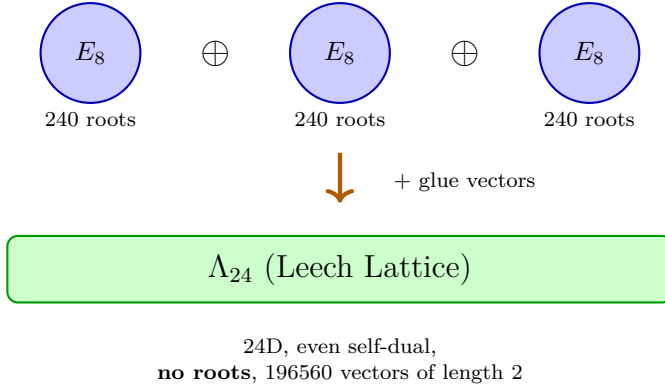 E₈ ⊕ E₈ ⊕ E₈
240 roots 240 roots 240 roots
+ glue vectors
Λ₂₄ (Leech Lattice)
24D, even self-dual,
no roots, 196560 vectors of length 2